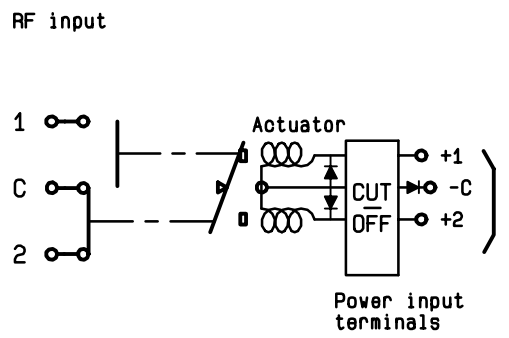 RF input
1
Actuator
+1
C
CUT
OFF
-C
+2
2
Power input
terminals